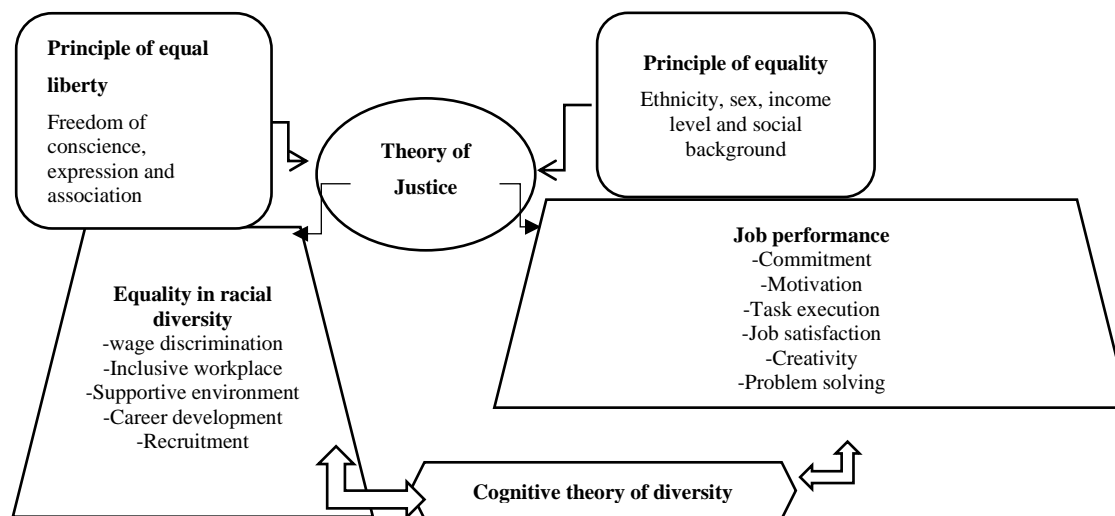 Principle of equal
liberty
Freedom of
conscience,
expression and
association
Theory of
Justice
Principle of equality
Ethnicity, sex, income
level and social
background
Equality in racial
diversity
-wage discrimination
-Inclusive workplace
-Supportive environment
-Career development
-Recruitment
Job performance
-Commitment
-Motivation
-Task execution
-Job satisfaction
-Creativity
-Problem solving
Cognitive theory of diversity